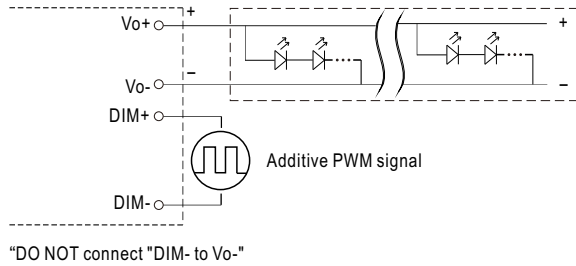 Vo+
+
+
Vo-
−
−
DIM+
Additive PWM signal
DIM-
“DO NOT connect "DIM- to Vo-"